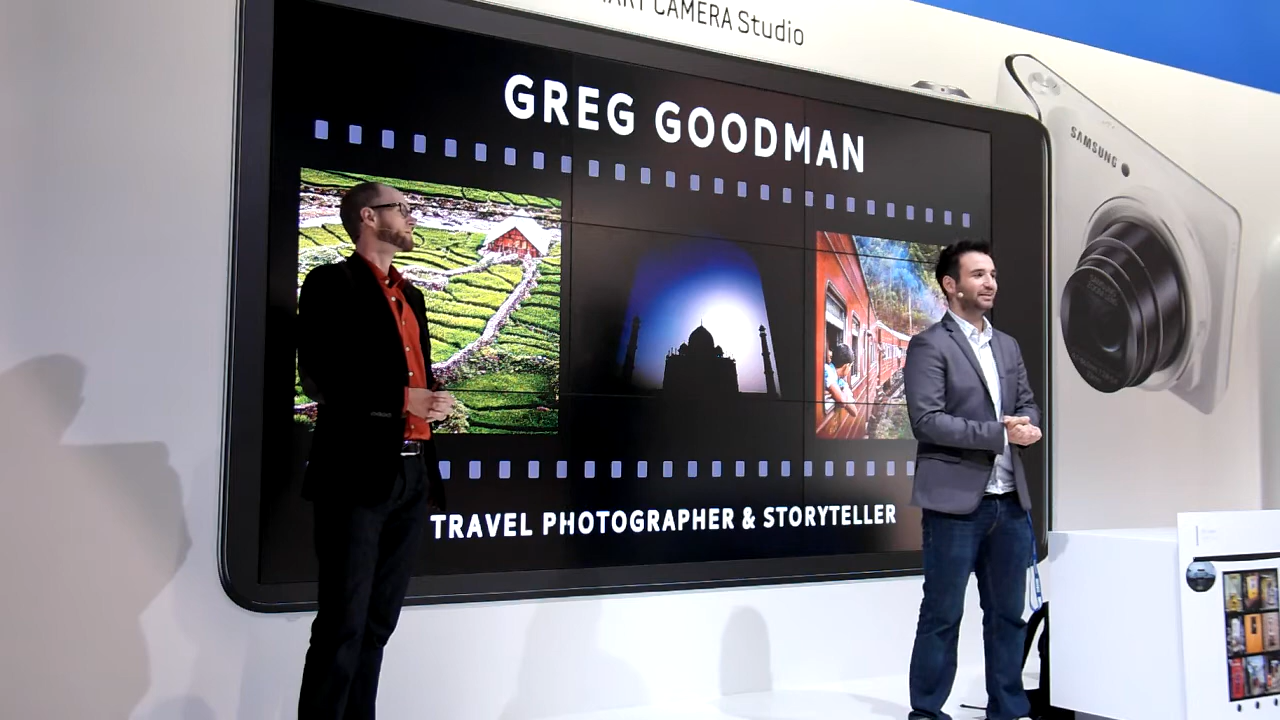 CAMERA Studio
GREG GOODMAN
SAMSUNG
TRAVEL PHOTOGRAPHER & STORYTELLER